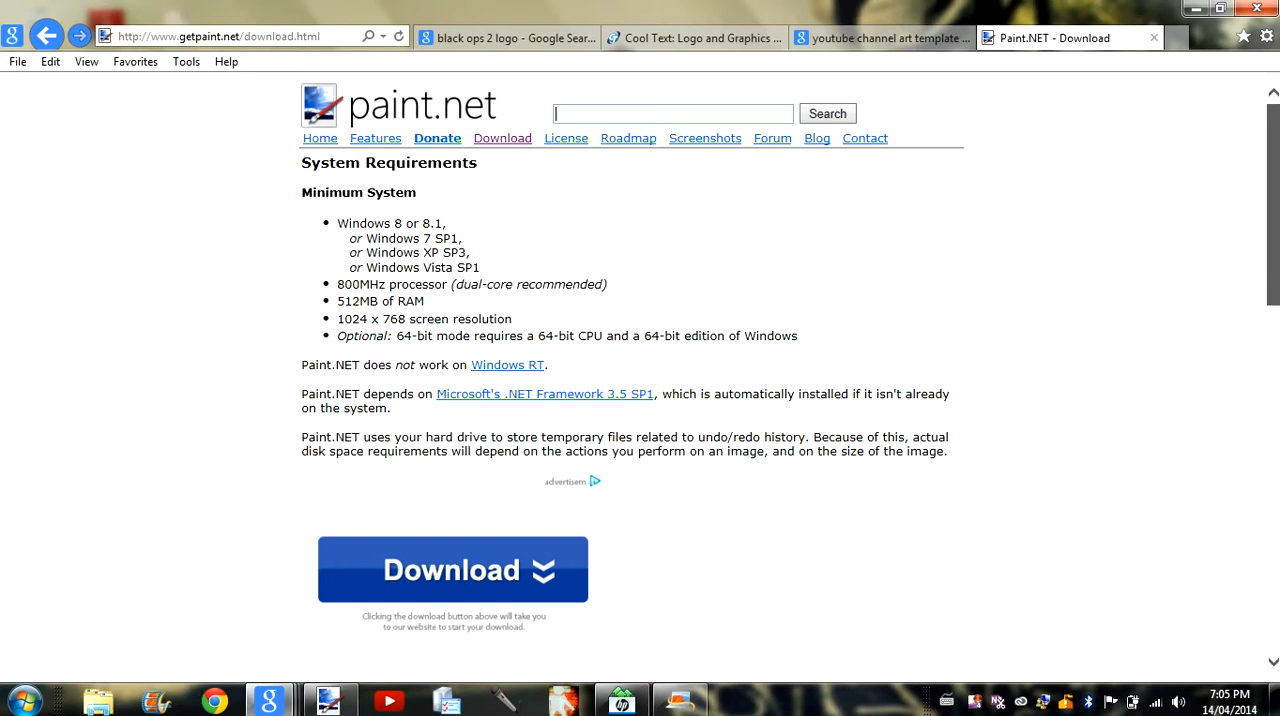 http://www.getpaint.net/download.html
black ops 2 logo - Google Sear...
Cool Text: Logo and Graphics ...
youtube channel art template ...
Paint.NET - Download
File Edit View Favorites Tools Help
paint.net
Search
Home Features Donate Download License Roadmap Screenshots Forum Blog Contact
System Requirements
Minimum System
• Windows 8 or 8.1,
or Windows 7 SP1,
or Windows XP SP3,
or Windows Vista SP1
• 800MHz processor (dual-core recommended)
• 512MB of RAM
• 1024 x 768 screen resolution
• Optional: 64-bit mode requires a 64-bit CPU and a 64-bit edition of Windows
Paint.NET does not work on Windows RT.
Paint.NET depends on Microsoft's .NET Framework 3.5 SP1, which is automatically installed if it isn't already
on the system.
Paint.NET uses your hard drive to store temporary files related to undo/redo history. Because of this, actual
disk space requirements will depend on the actions you perform on an image, and on the size of the image.
advertisem
Download
Clicking the download button above will take you
to our website to start your download.
7:05 PM
14/04/2014